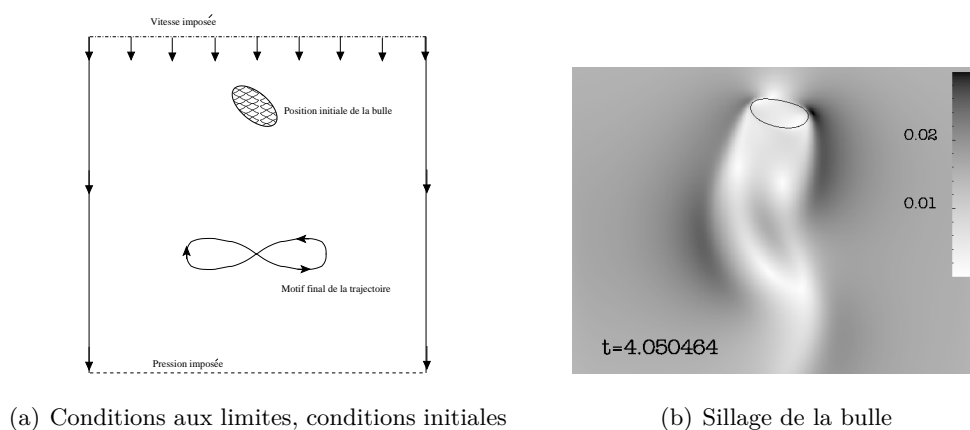 Vitesse imposée
Position initiale de la bulle
Motif final de la trajectoire
Pression imposée
0.02
0.01
t=4.050464
(a) Conditions aux limites, conditions initiales
(b) Sillage de la bulle